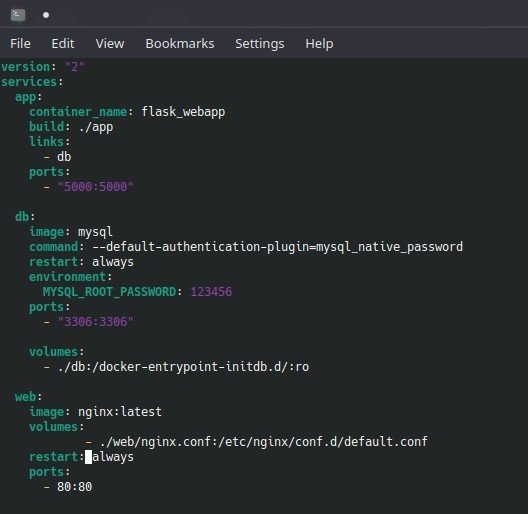 File Edit View Bookmarks Settings Help
version: "2"
services:
  app:
    container_name: flask_webapp
    build: ./app
    links:
      - db
    ports:
      - "5000:5000"

  db:
    image: mysql
    command: --default-authentication-plugin=mysql_native_password
    restart: always
    environment:
      MYSQL_ROOT_PASSWORD: 123456
    ports:
      - "3306:3306"

    volumes:
      - ./db:/docker-entrypoint-initdb.d/:ro

  web:
    image: nginx:latest
    volumes:
            - ./web/nginx.conf:/etc/nginx/conf.d/default.conf
    restart: always
    ports:
      - 80:80